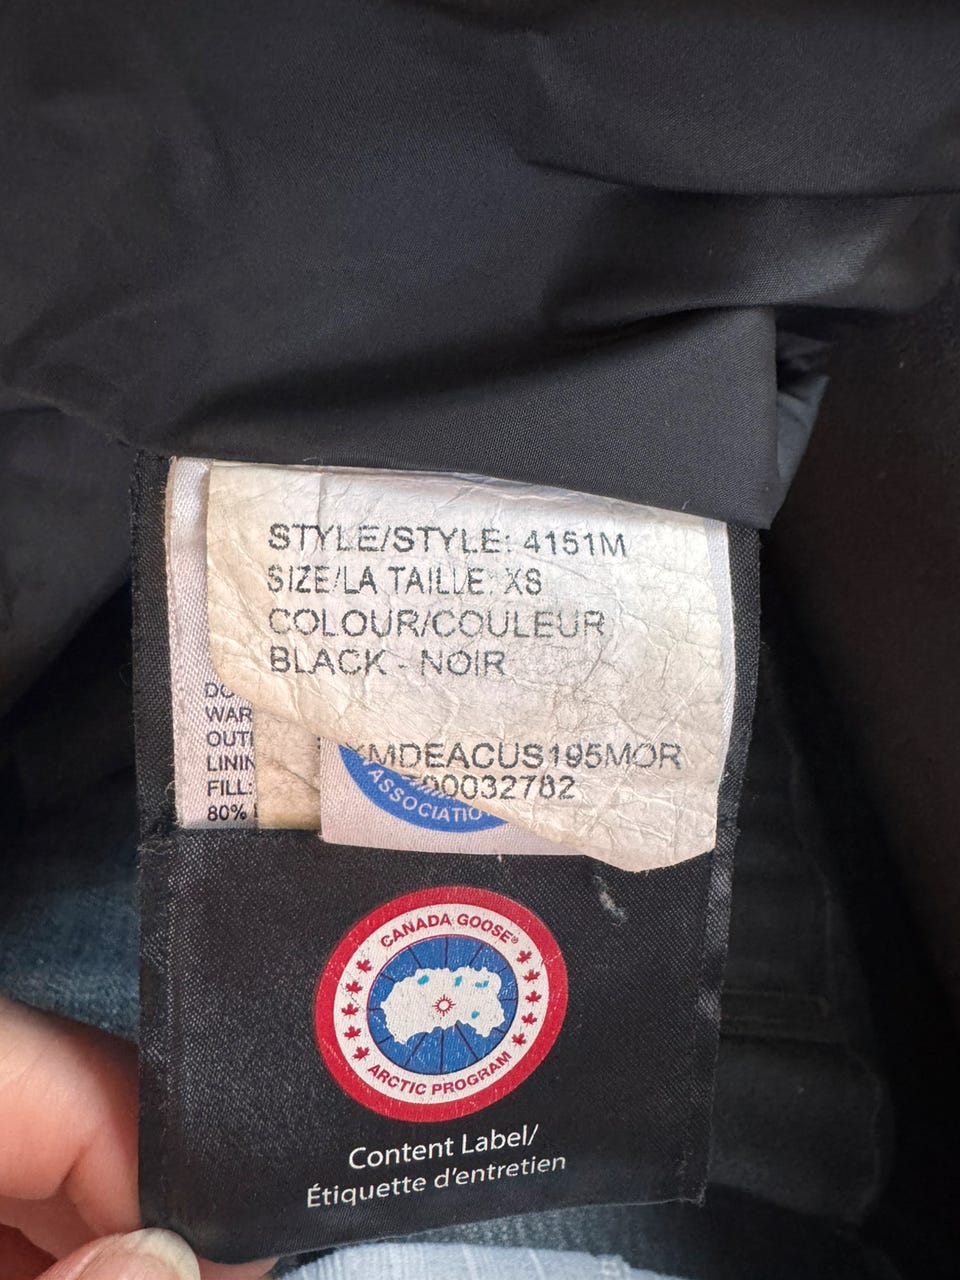 STYLE/STYLE: 4151M
SIZE/LA TAILLE: XS
COLOUR/COULEUR
BLACK - NOIR
DO
WAR
OUT
LININ
FILL:
80%
MDEACUS195MOR
00032782
ASSOCIATIO
CANADA GOOSE®
ARCTIC PROGRAM
Content Label/
Étiquette d'entretien